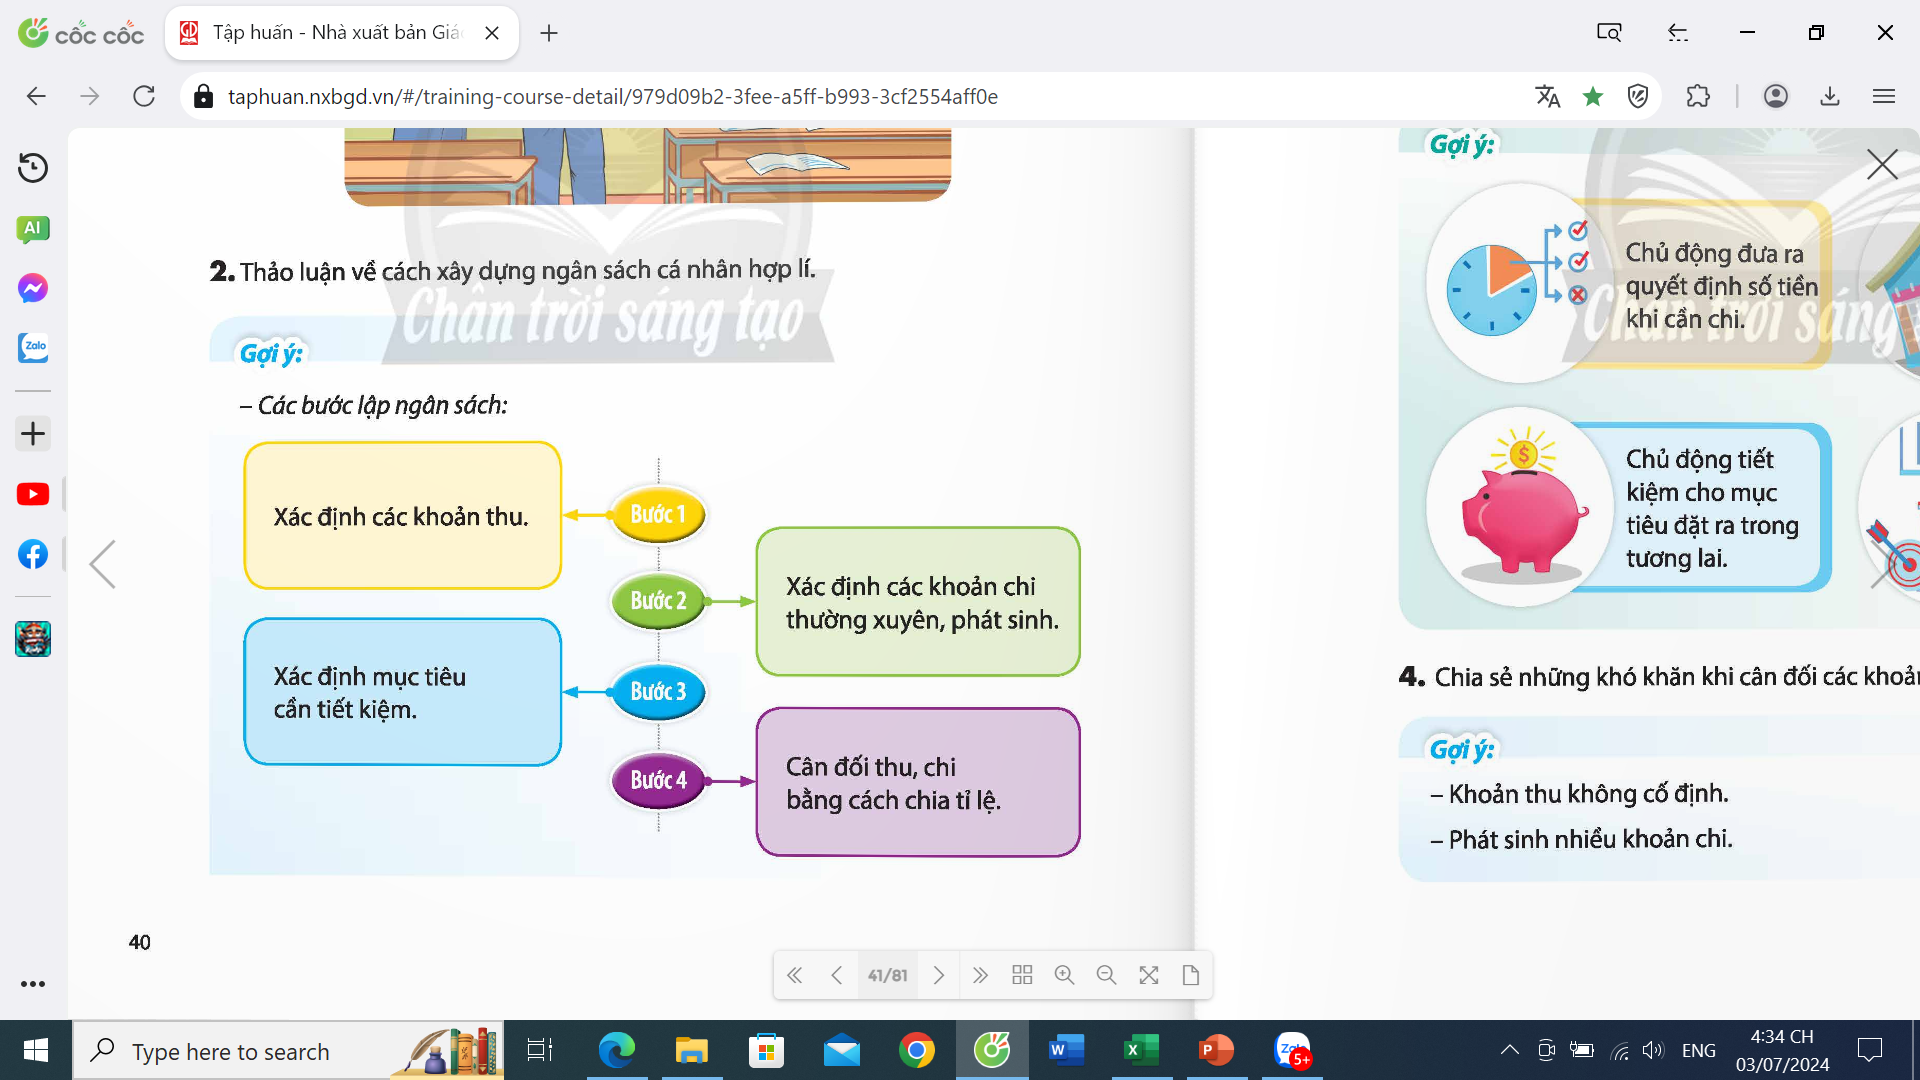 cốc cốc
Tập huấn - Nhà xuất bản Giá
taphuan.nxbgd.vn/#/training-course-detail/979d09b2-3fee-a5ff-b993-3cf2554aff0e
AI
Zalo
2. Thảo luận về cách xây dựng ngân sách cá nhân hợp lí.
Chân trời sáng tạo
Gợi ý:
– Các bước lập ngân sách:
Xác định các khoản thu.
Bước 1
Bước 2
Xác định các khoản chi
thường xuyên, phát sinh.
Xác định mục tiêu
cần tiết kiệm.
Bước 3
Bước 4
Cân đối thu, chi
bằng cách chia tỉ lệ.
40
Gợi ý:
Chủ động đưa ra
quyết định số tiền
khi cần chi.
Chân trời sáng
$
Chủ động tiết
kiệm cho mục
tiêu đặt ra trong
tương lai.
4. Chia sẻ những khó khăn khi cân đối các khoản
Gợi ý:
– Khoản thu không cố định.
– Phát sinh nhiều khoản chi.
41/81
Type here to search
5+
ENG
4:34 CH
03/07/2024